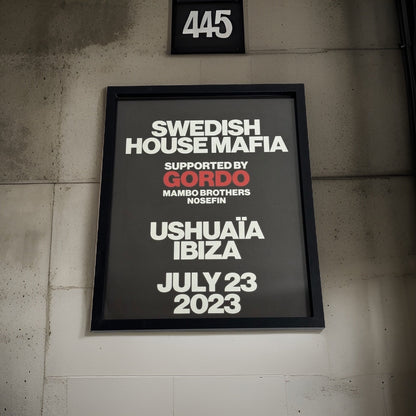 445
SWEDISH
HOUSE MAFIA
SUPPORTED BY
GORDO
MAMBO BROTHERS
NOSEFIN
USHUAÏA
IBIZA
JULY 23
2023